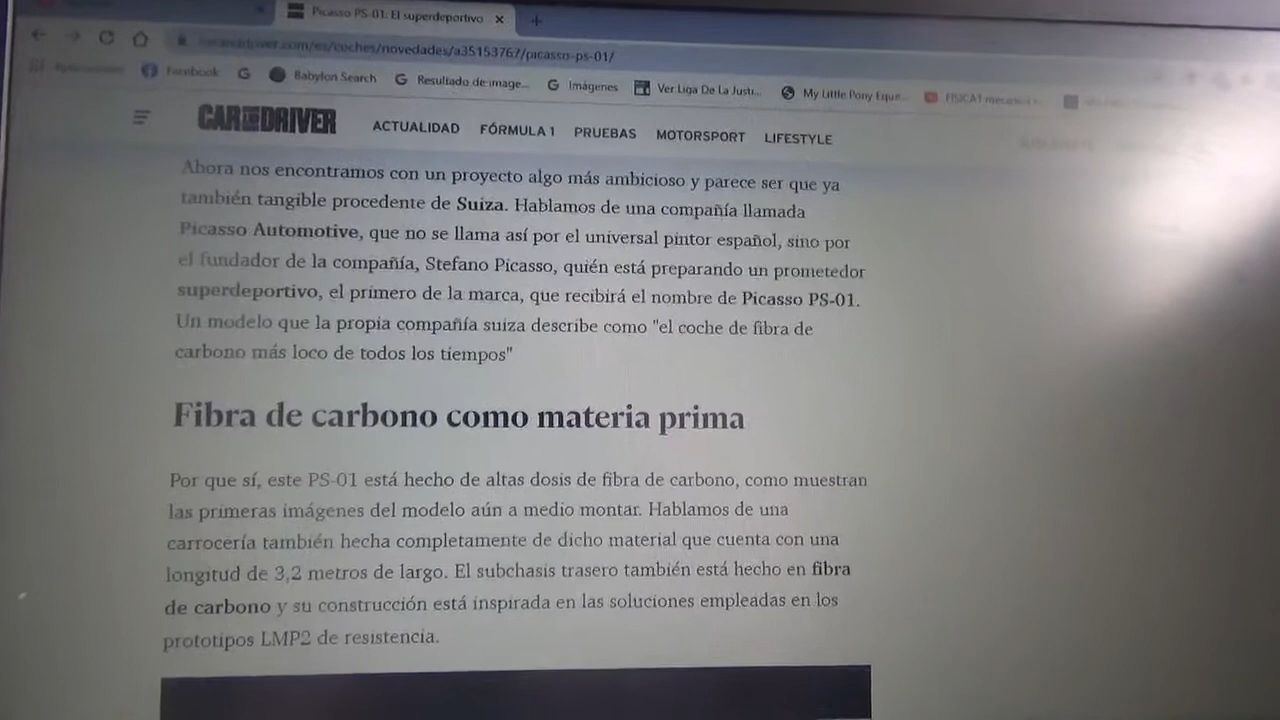 Picasso PS-01: El superdeportivo
driver.com/es/coches/novedades/a35153767/picasso-ps-01/
Facebook
Babylon Search
Resultado de image...
Imágenes
Ver Liga De La Justi...
My Little Pony Eque...
CAR AND DRIVER
ACTUALIDAD
FÓRMULA 1
PRUEBAS
MOTORSPORT
LIFESTYLE
Ahora nos encontramos con un proyecto algo más ambicioso y parece ser que ya
también tangible procedente de Suiza. Hablamos de una compañía llamada
Picasso Automotive, que no se llama así por el universal pintor español, sino por
el fundador de la compañía, Stefano Picasso, quién está preparando un prometedor
superdeportivo, el primero de la marca, que recibirá el nombre de Picasso PS-01.
Un modelo que la propia compañía suiza describe como "el coche de fibra de
carbono más loco de todos los tiempos"
Fibra de carbono como materia prima
Por que sí, este PS-01 está hecho de altas dosis de fibra de carbono, como muestran
las primeras imágenes del modelo aún a medio montar. Hablamos de una
carrocería también hecha completamente de dicho material que cuenta con una
longitud de 3,2 metros de largo. El subchasis trasero también está hecho en fibra
de carbono y su construcción está inspirada en las soluciones empleadas en los
prototipos LMP2 de resistencia.